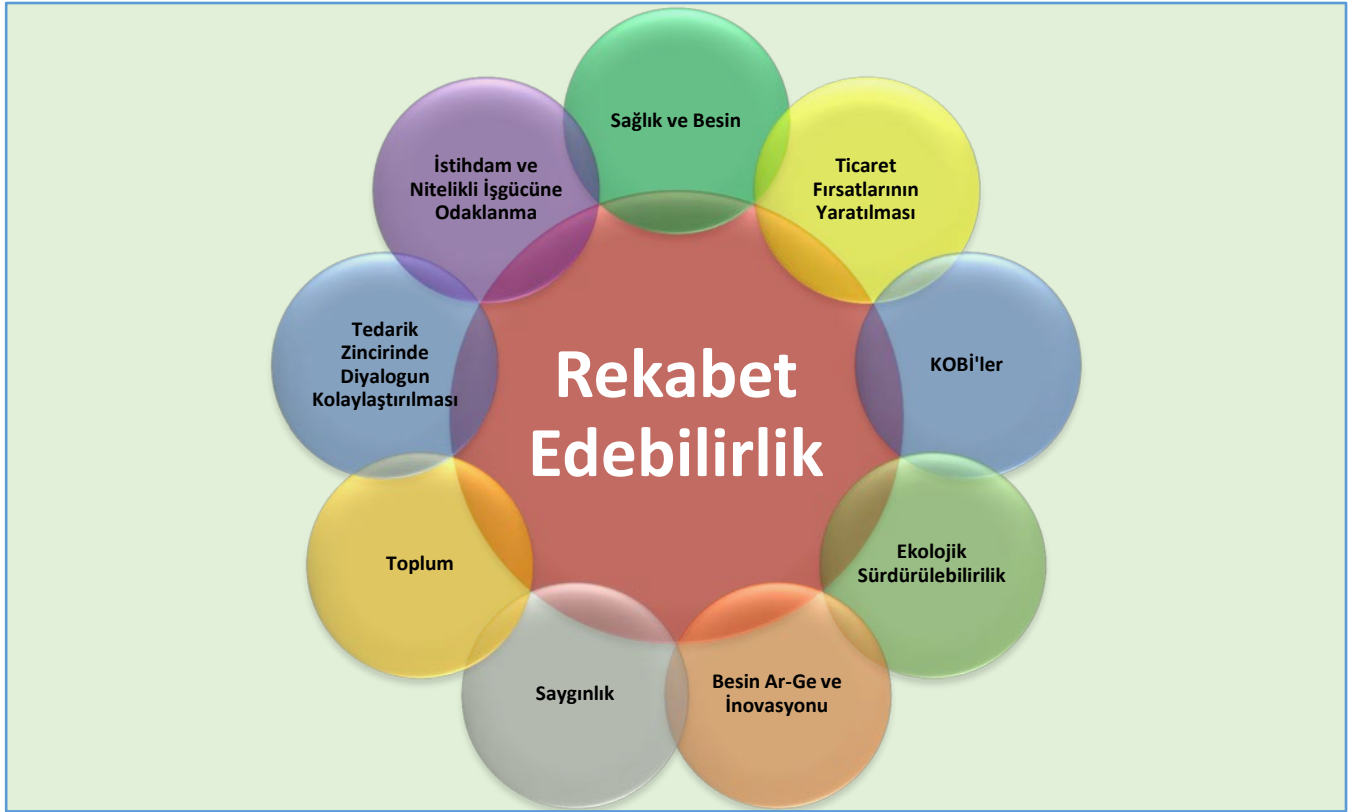 Sağlık ve Besin
Ticaret
Fırsatlarının
Yaratılması
KOBİ'ler
Ekolojik
Sürdürülebilirilik
Besin Ar-Ge ve
İnovasyonu
Saygınlık
Toplum
Tedarik
Zincirinde
Diyalogun
Kolaylaştırılması
İstihdam ve
Nitelikli İşgücüne
Odaklanma
Rekabet
Edebilirlik